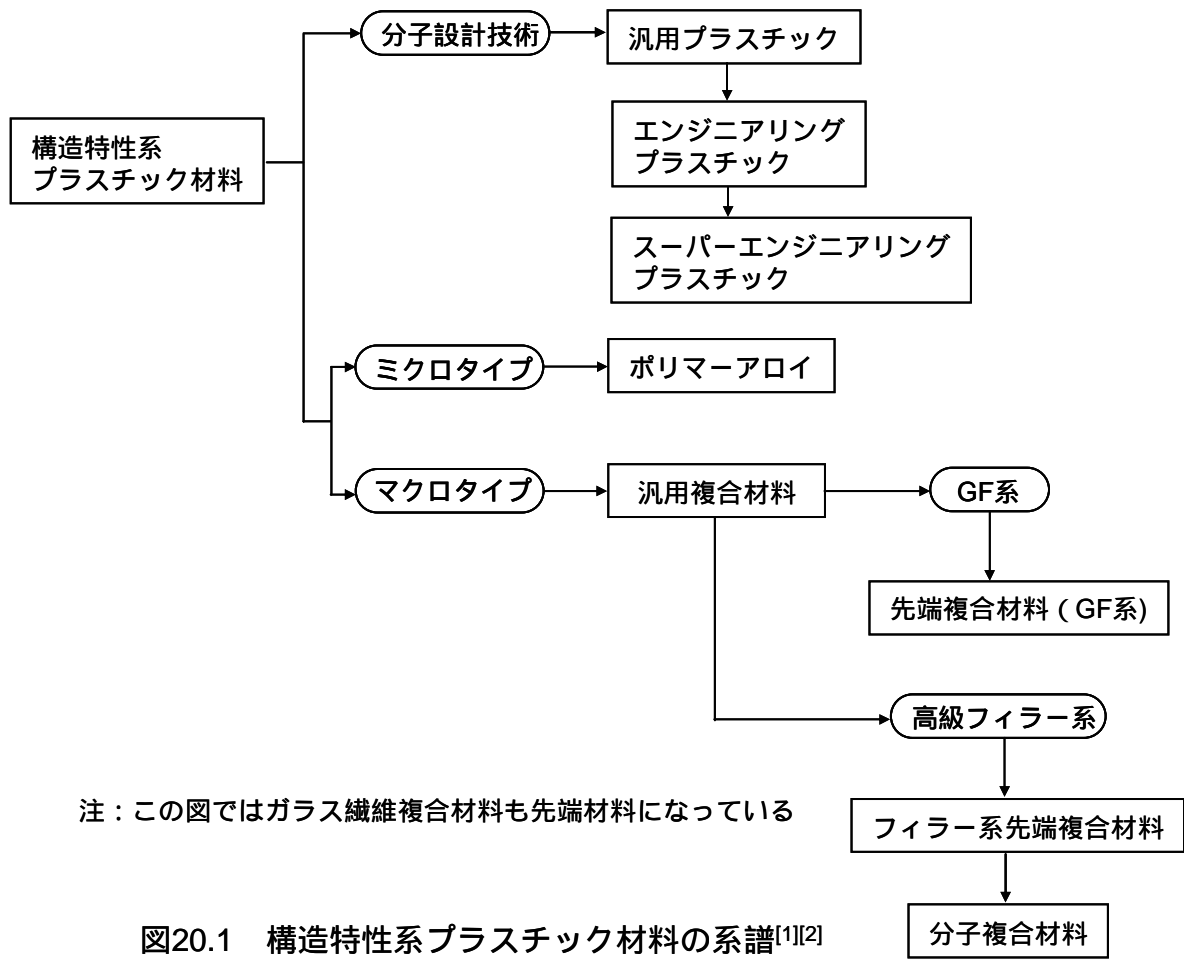 分子設計技術
汎用プラスチック
構造特性系
プラスチック材料
エンジニアリング
プラスチック
スーパーエンジニアリング
プラスチック
ミクロタイプ
ポリマーアロイ
マクロタイプ
汎用複合材料
GF系
先端複合材料（GF系)
高級フィラー系
注：この図ではガラス繊維複合材料も先端材料になっている
フィラー系先端複合材料
分子複合材料
図20.1　構造特性系プラスチック材料の系譜[1][2]